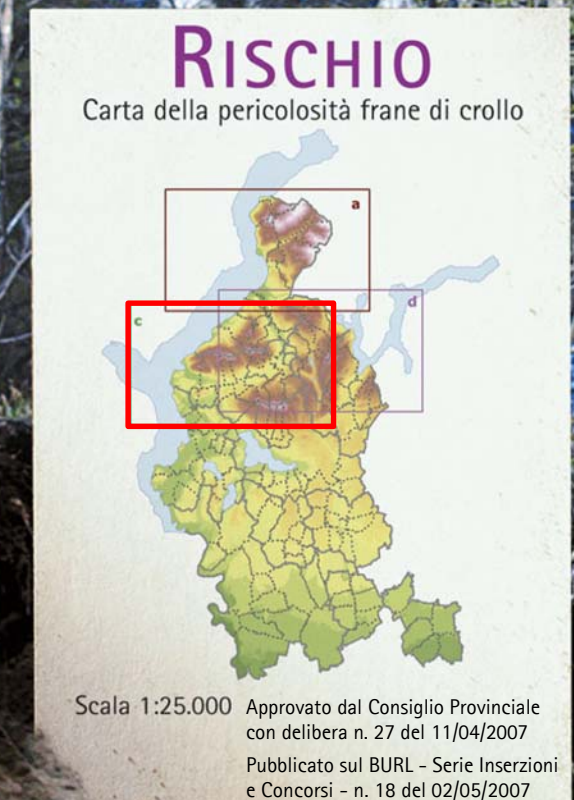 RISCHIO
Carta della pericolosità frane di crollo
a
d
c
Scala 1:25.000
Approvato dal Consiglio Provinciale
con delibera n. 27 del 11/04/2007
Pubblicato sul BURL - Serie Inserzioni
e Concorsi - n. 18 del 02/05/2007